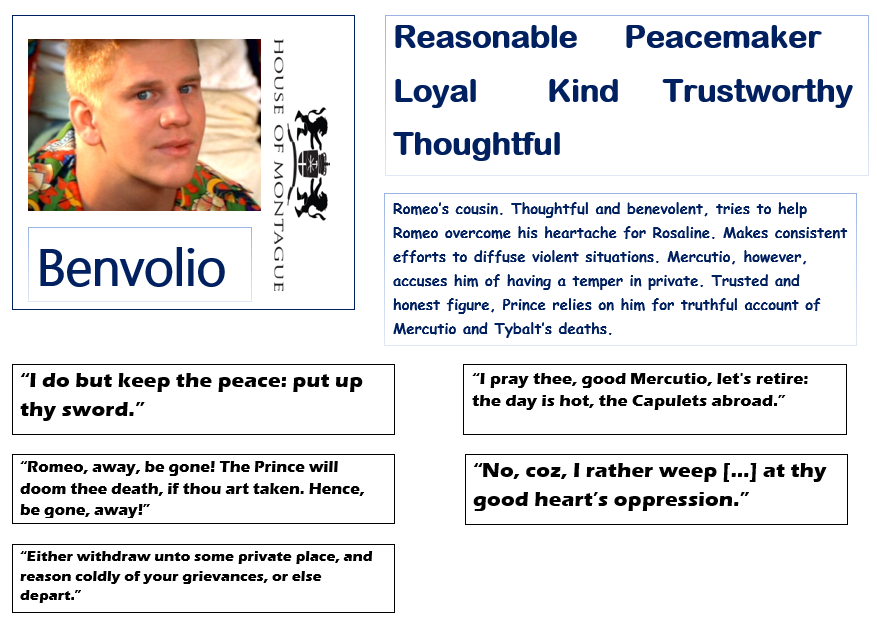 HOUSE OF MONTAGUE
Benvolio
Reasonable Peacemaker
Loyal Kind Trustworthy
Thoughtful
Romeo's cousin. Thoughtful and benevolent, tries to help
Romeo overcome his heartache for Rosaline. Makes consistent
efforts to diffuse violent situations. Mercutio, however,
accuses him of having a temper in private. Trusted and
honest figure, Prince relies on him for truthful account of
Mercutio and Tybalt's deaths.
“I do but keep the peace: put up
thy sword.”
“I pray thee, good Mercutio, let's retire:
the day is hot, the Capulets abroad.”
“Romeo, away, be gone! The Prince will
doom thee death, if thou art taken. Hence,
be gone, away!”
“No, coz, I rather weep [...] at thy
good heart’s oppression.”
“Either withdraw unto some private place, and
reason coldly of your grievances, or else
depart.”